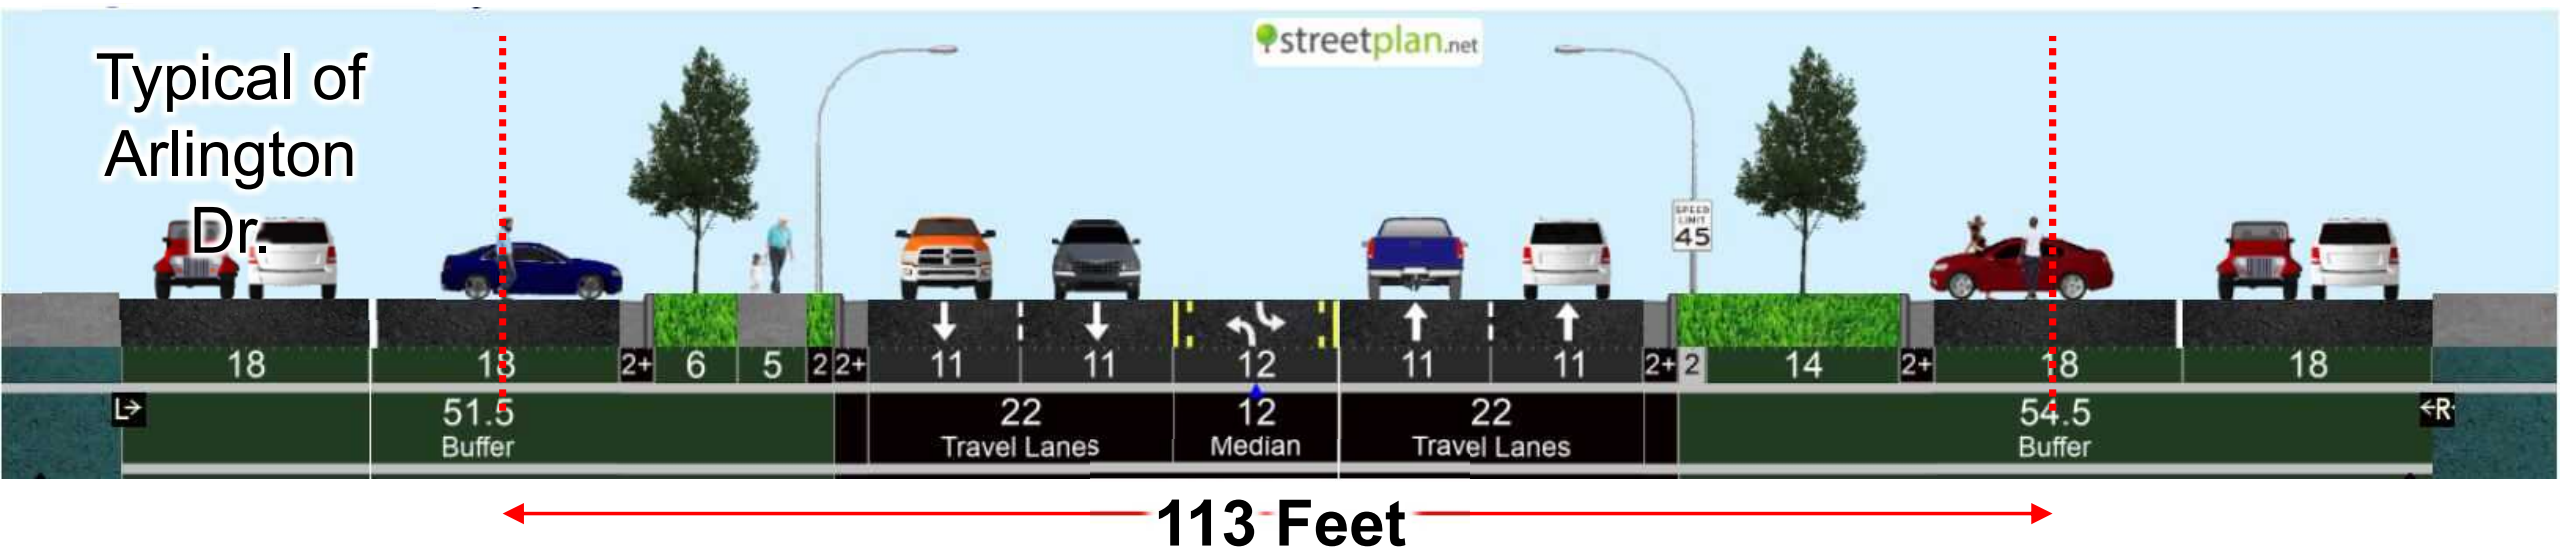 Typical of
Arlington
Dr.
streetplan.net
SPEED
LIMIT
45
18 18 2+ 6 5 2 2+ 11 11 12 11 11 2+ 2 14 2+ 18 18
L→ 51.5 22 12 22 54.5 ←R
Buffer Travel Lanes Median Travel Lanes Buffer
113 Feet